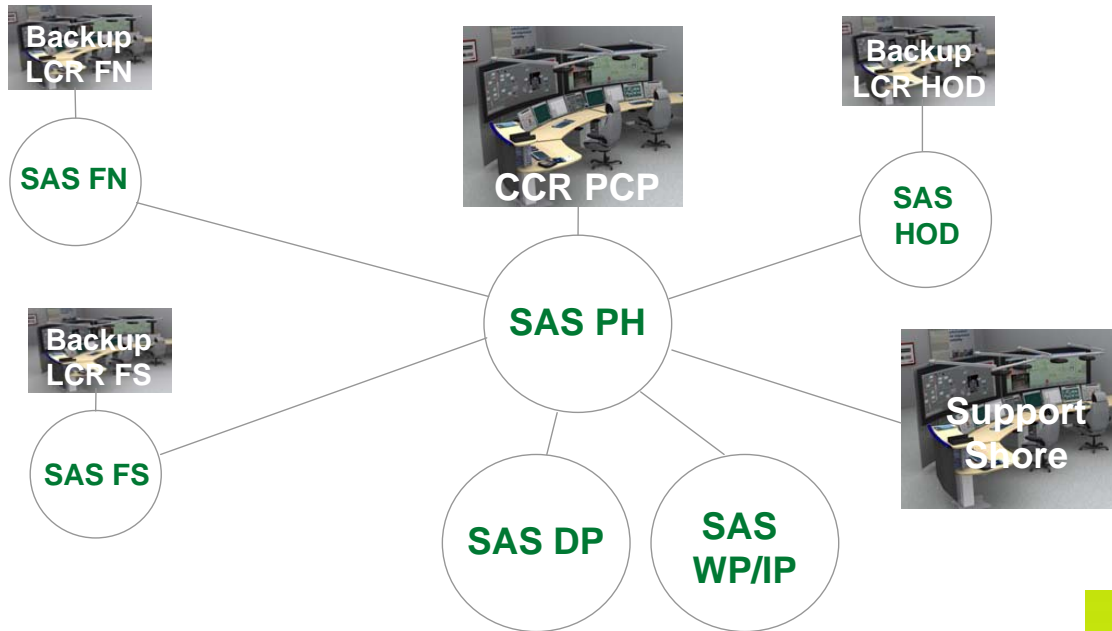 Backup
LCR FN
SAS FN
CCR PCP
Backup
LCR HOD
SAS
HOD
SAS PH
Backup
LCR FS
SAS FS
Support
Shore
SAS DP
SAS
WP/IP